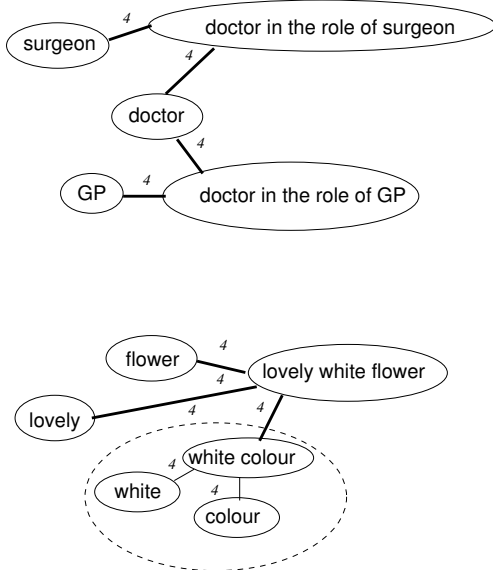 4
doctor in the role of surgeon
surgeon
4
doctor
4
4
GP
doctor in the role of GP
4
flower
4
lovely white flower
lovely
4
4
white colour
4
white
4
colour